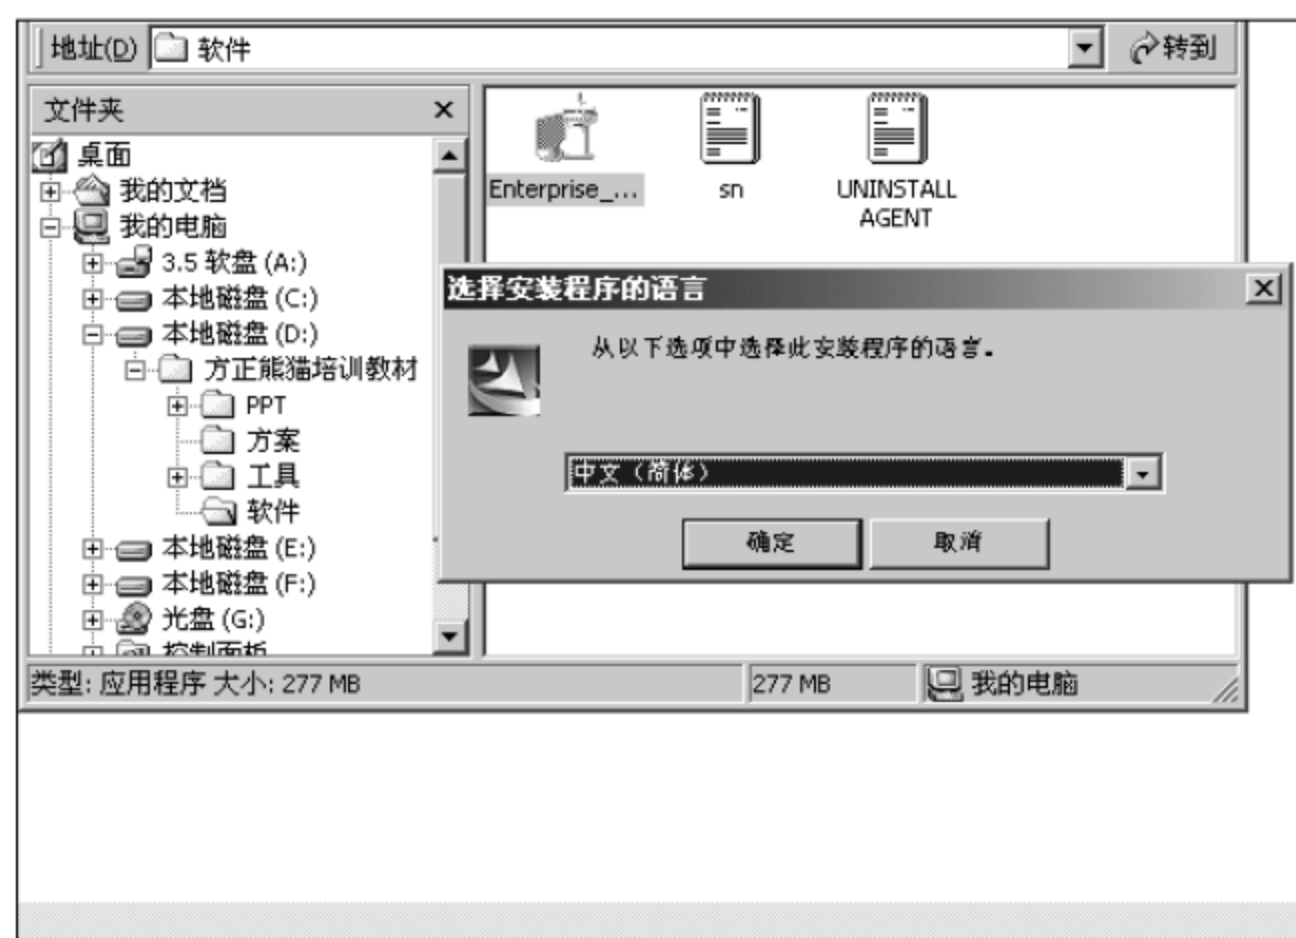 地址(D) 软件 转到
文件夹
桌面
我的文档
我的电脑
3.5 软盘 (A:)
本地磁盘 (C:)
本地磁盘 (D:)
方正熊猫培训教材
PPT
方案
工具
软件
本地磁盘 (E:)
本地磁盘 (F:)
光盘 (G:)
控制面板
Enterprise_...
sn
UNINSTALL
AGENT
选择安装程序的语言
从以下选项中选择此安装程序的语言。
中文（简体）
确定 取消
类型: 应用程序 大小: 277 MB 277 MB 我的电脑